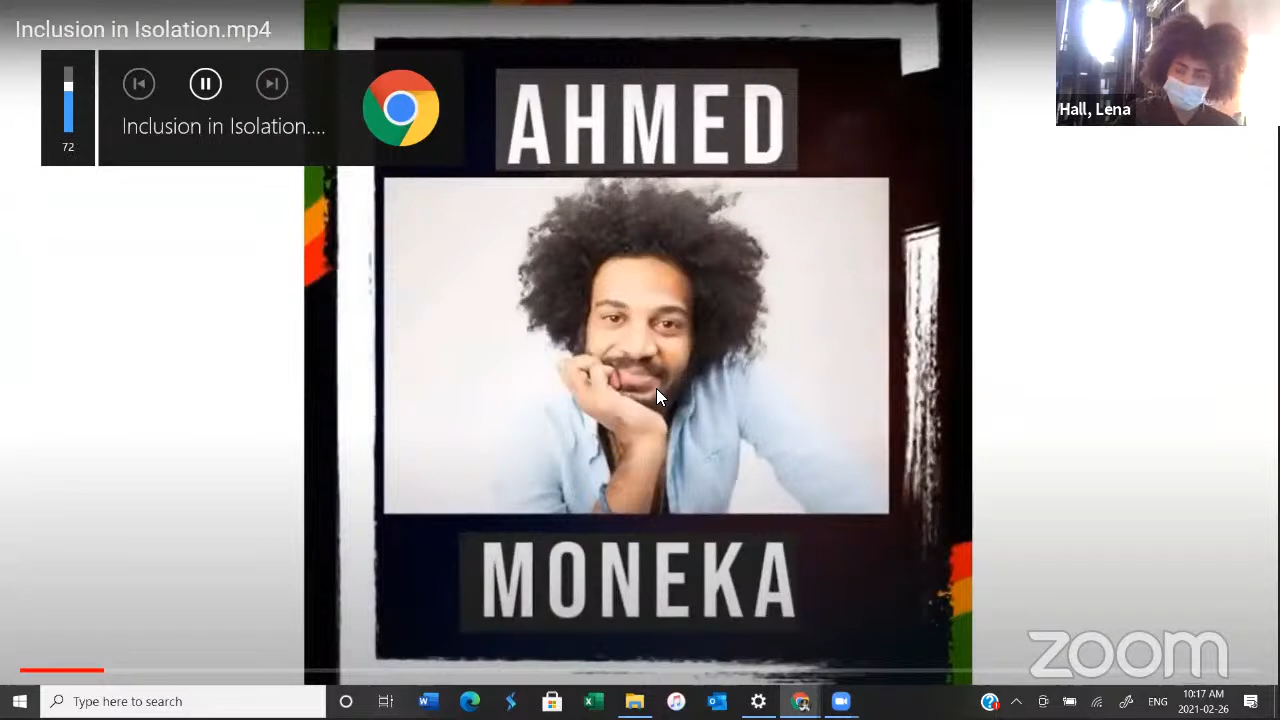 Inclusion in Isolation.mp4
Inclusion in Isolation....
72
AHMED
MONEKA
Hall, Lena
zoom
Type here to search
ENG
10:17 AM
2021-02-26